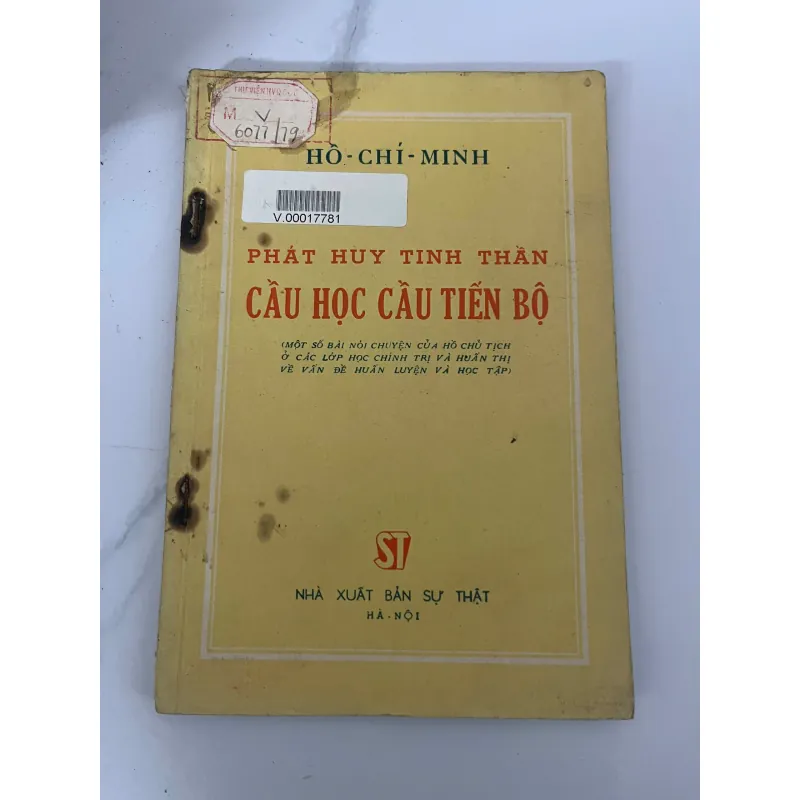 THƯ VIỆN
M V
6077/79
HỒ-CHÍ-MINH
V.00017781
PHÁT HUY TINH THẦN
CẦU HỌC CẦU TIẾN BỘ
(MỘT SỐ BÀI NÓI CHUYỆN CỦA HỒ CHỦ TỊCH
Ở CÁC LỚP HỌC CHÍNH TRỊ VÀ HUẤN THỊ
VỀ VẤN ĐỀ HUẤN LUYỆN VÀ HỌC TẬP)
ST
NHÀ XUẤT BẢN SỰ THẬT
HÀ-NỘI